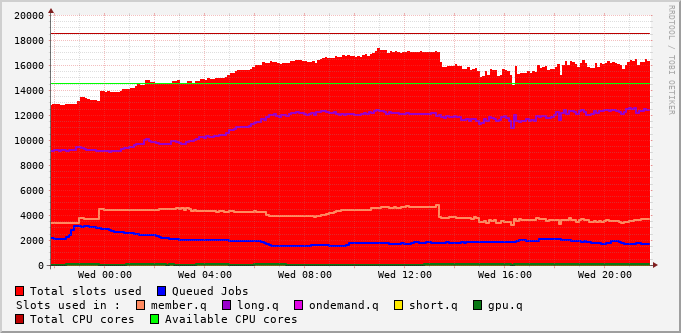 20000
18000
16000
14000
12000
10000
8000
6000
4000
2000
0
Wed 00:00 Wed 04:00 Wed 08:00 Wed 12:00 Wed 16:00 Wed 20:00
RRDTOOL / TOBI OETIKER
Total slots used Queued Jobs
Slots used in : member.q long.q ondemand.q short.q gpu.q
Total CPU cores Available CPU cores